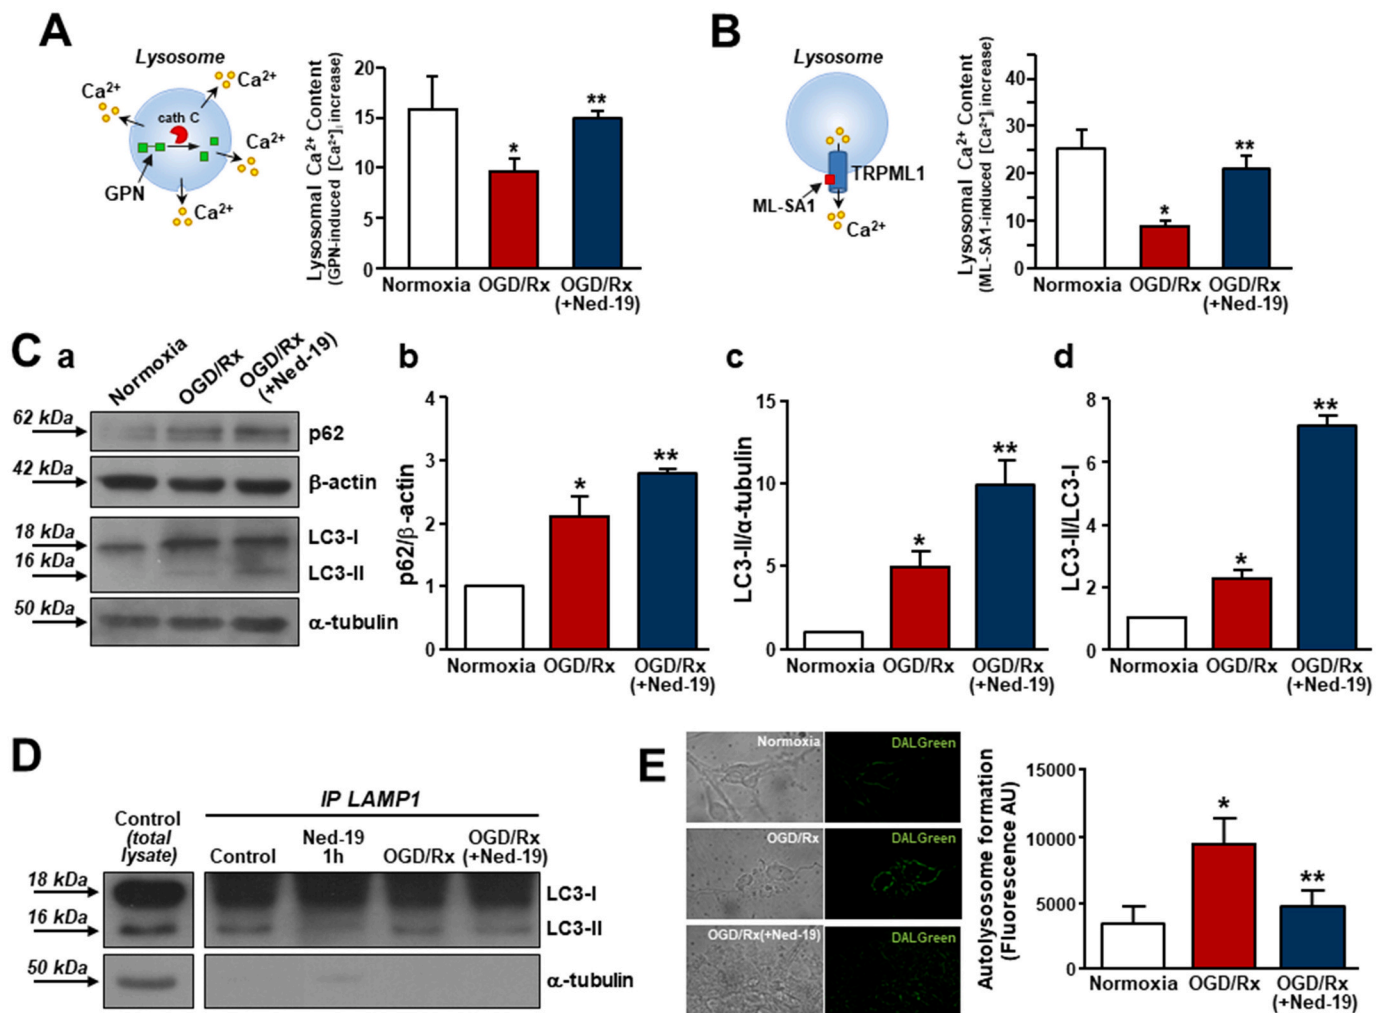 A
Lysosome
Ca2+
Ca2+
cath C
Ca2+
GPN
Ca2+
Lysosomal Ca2+ Content
(GPN-induced [Ca2+]i increase)
20
15
10
5
0
*
**
Normoxia OGD/Rx OGD/Rx
(+Ned-19)
B
Lysosome
TRPML1
ML-SA1
Ca2+
Lysosomal Ca2+ Content
(ML-SA1-induced [Ca2+]i increase)
40
30
20
10
0
*
**
Normoxia OGD/Rx OGD/Rx
(+Ned-19)
C
a
Normoxia
OGD/Rx
OGD/Rx
(+Ned-19)
62 kDa
p62
42 kDa
β-actin
18 kDa
LC3-I
16 kDa
LC3-II
50 kDa
α-tubulin
b
p62/β-actin
4
3
2
1
0
*
**
Normoxia OGD/Rx OGD/Rx
(+Ned-19)
c
LC3-II/α-tubulin
15
10
5
0
*
**
Normoxia OGD/Rx OGD/Rx
(+Ned-19)
d
LC3-II/LC3-I
8
6
4
2
0
*
**
Normoxia OGD/Rx OGD/Rx
(+Ned-19)
D
Control
(total
lysate)
IP LAMP1
Control
Ned-19
1h
OGD/Rx
OGD/Rx
(+Ned-19)
18 kDa
LC3-I
16 kDa
LC3-II
50 kDa
α-tubulin
E
Normoxia
DALGreen
OGD/Rx
DALGreen
OGD/Rx(+Ned-19)
DALGreen
Autolysosome formation
(Fluorescence AU)
15000
10000
5000
0
*
**
Normoxia OGD/Rx OGD/Rx
(+Ned-19)